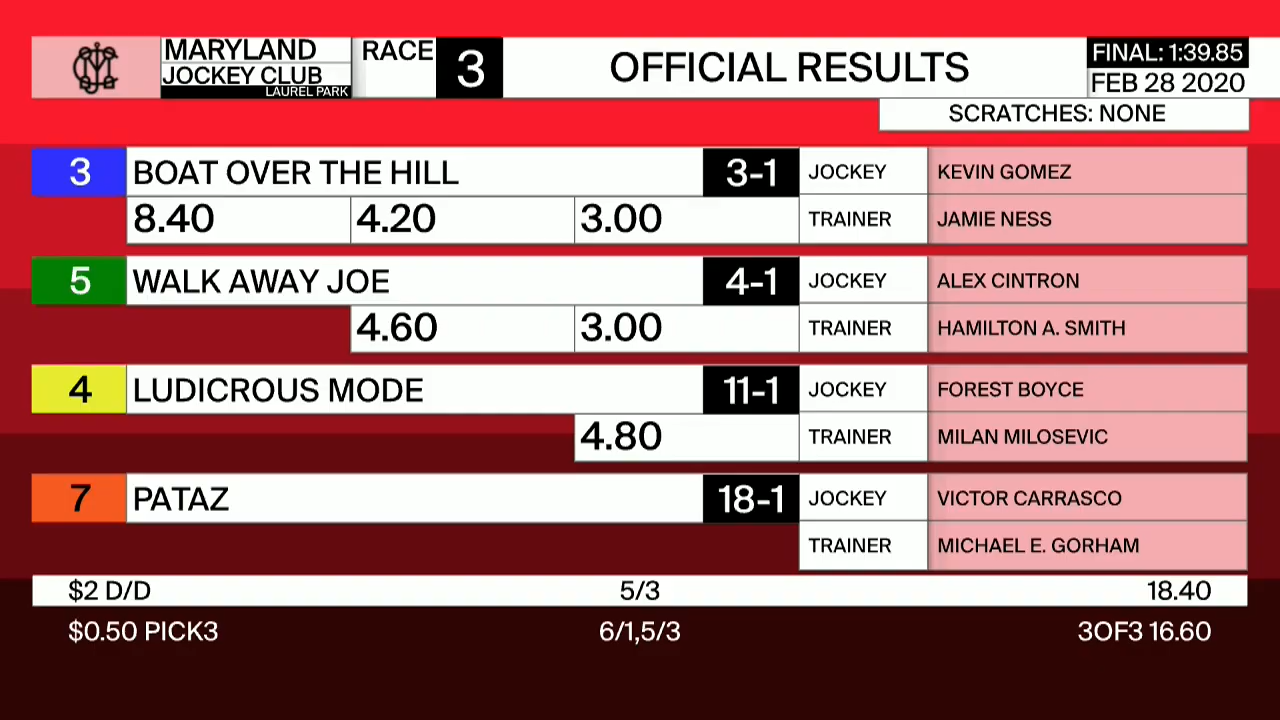 MARYLAND
JOCKEY CLUB
LAUREL PARK
RACE 3
OFFICIAL RESULTS
FINAL: 1:39.85
FEB 28 2020
SCRATCHES: NONE
3 BOAT OVER THE HILL 3-1 JOCKEY KEVIN GOMEZ
8.40 4.20 3.00 TRAINER JAMIE NESS
5 WALK AWAY JOE 4-1 JOCKEY ALEX CINTRON
4.60 3.00 TRAINER HAMILTON A. SMITH
4 LUDICROUS MODE 11-1 JOCKEY FOREST BOYCE
4.80 TRAINER MILAN MILOSEVIC
7 PATAZ 18-1 JOCKEY VICTOR CARRASCO
TRAINER MICHAEL E. GORHAM
$2 D/D 5/3 18.40
$0.50 PICK3 6/1,5/3 3OF3 16.60